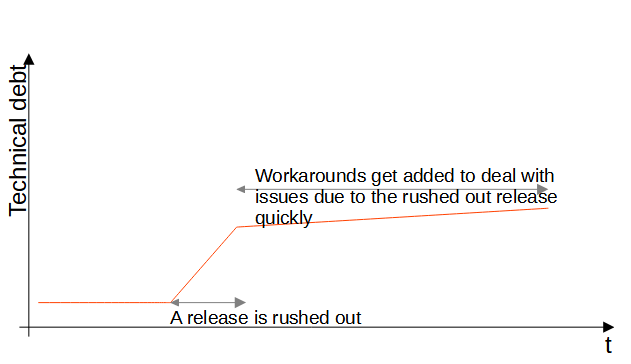 Technical debt
Workarounds get added to deal with
issues due to the rushed out release
quickly
A release is rushed out
t